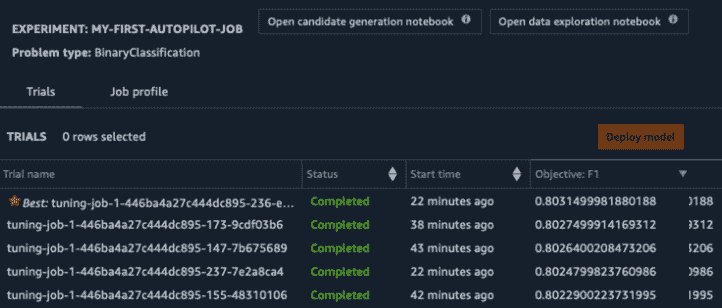 EXPERIMENT: MY-FIRST-AUTOPILOT-JOB Open candidate generation notebook Open data exploration notebook
Problem type: BinaryClassification
Trials Job profile
TRIALS 0 rows selected Deploy model
Trial name Status Start time Objective: F1
Best: tuning-job-1-446ba4a27c444dc895-236-e... Completed 22 minutes ago 0.8031499981880188 )188
tuning-job-1-446ba4a27c444dc895-173-9cdf03b6 Completed 38 minutes ago 0.8027499914169312 )312
tuning-job-1-446ba4a27c444dc895-147-7b675689 Completed 43 minutes ago 0.8026400208473206 3206
tuning-job-1-446ba4a27c444dc895-237-7e2a8ca4 Completed 22 minutes ago 0.8024799823760986 )986
tuning-job-1-446ba4a27c444dc895-155-48310106 Completed 42 minutes ago 0.8022900223731995 1995